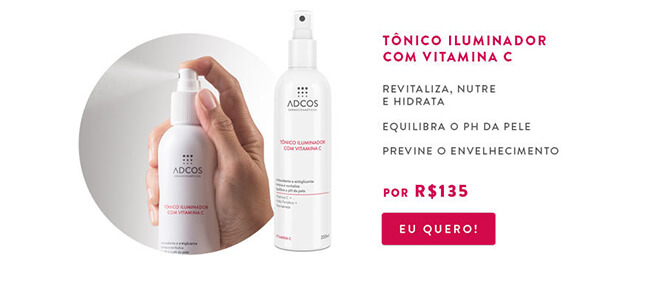 TÔNICO ILUMINADOR
COM VITAMINA C
REVITALIZA, NUTRE
E HIDRATA
EQUILIBRA O PH DA PELE
PREVINE O ENVELHECIMENTO
POR R$135
EU QUERO!
ADCOS
TÔNICO ILUMINADOR
COM VITAMINA C
ADCOS
TÔNICO ILUMINADOR
COM VITAMINA C